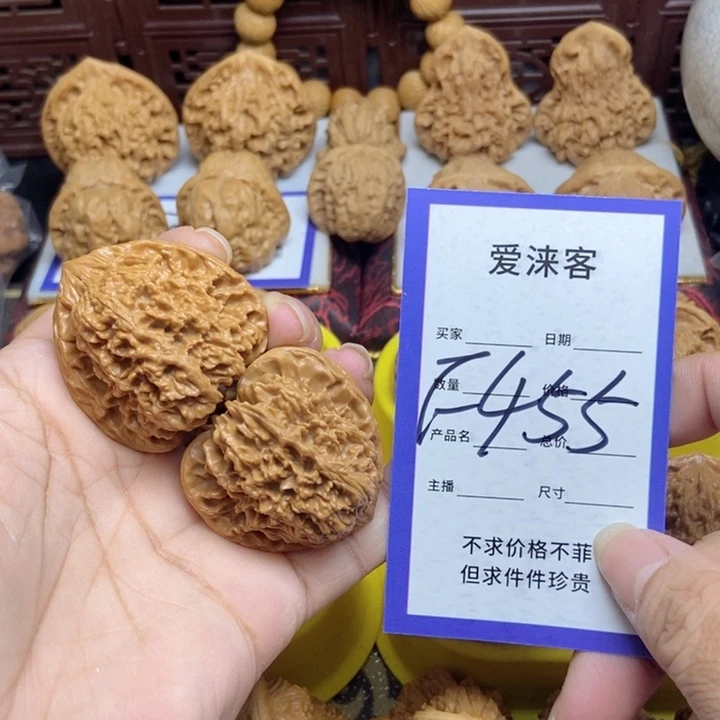 爱涞客
买家 日期
数量 价格
F455
产品名 总价
主播 尺寸
不求价格不菲
但求件件珍贵